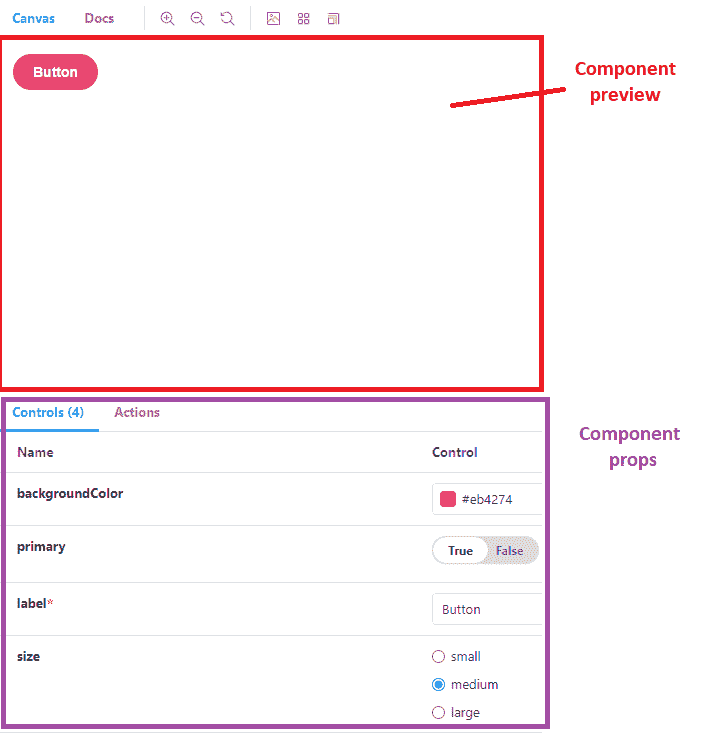 Canvas Docs
Button
Component
preview
Controls (4) Actions
Component
props
Name Control
backgroundColor #eb4274
primary True False
label* Button
size small
medium
large